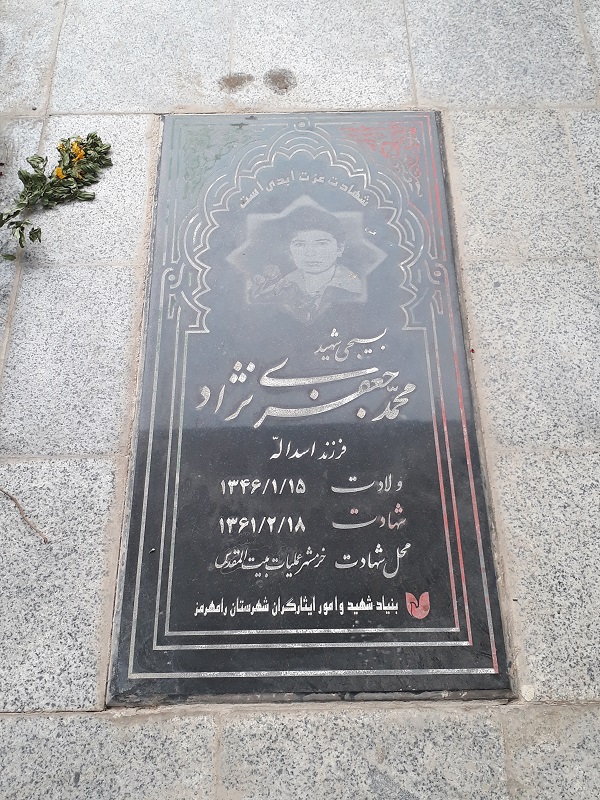 شهادت عزت ابدی است
بسیجی شهید
محمد جعفری نژاد
فرزند اسداله
ولادت ۱۳۴۶/۱/۱۵
شهادت ۱۳۶۱/۲/۱۸
محل شهادت خرمشهر عملیات بیت المقدس
بنیاد شهید و امور ایثارگران شهرستان رامهرمز